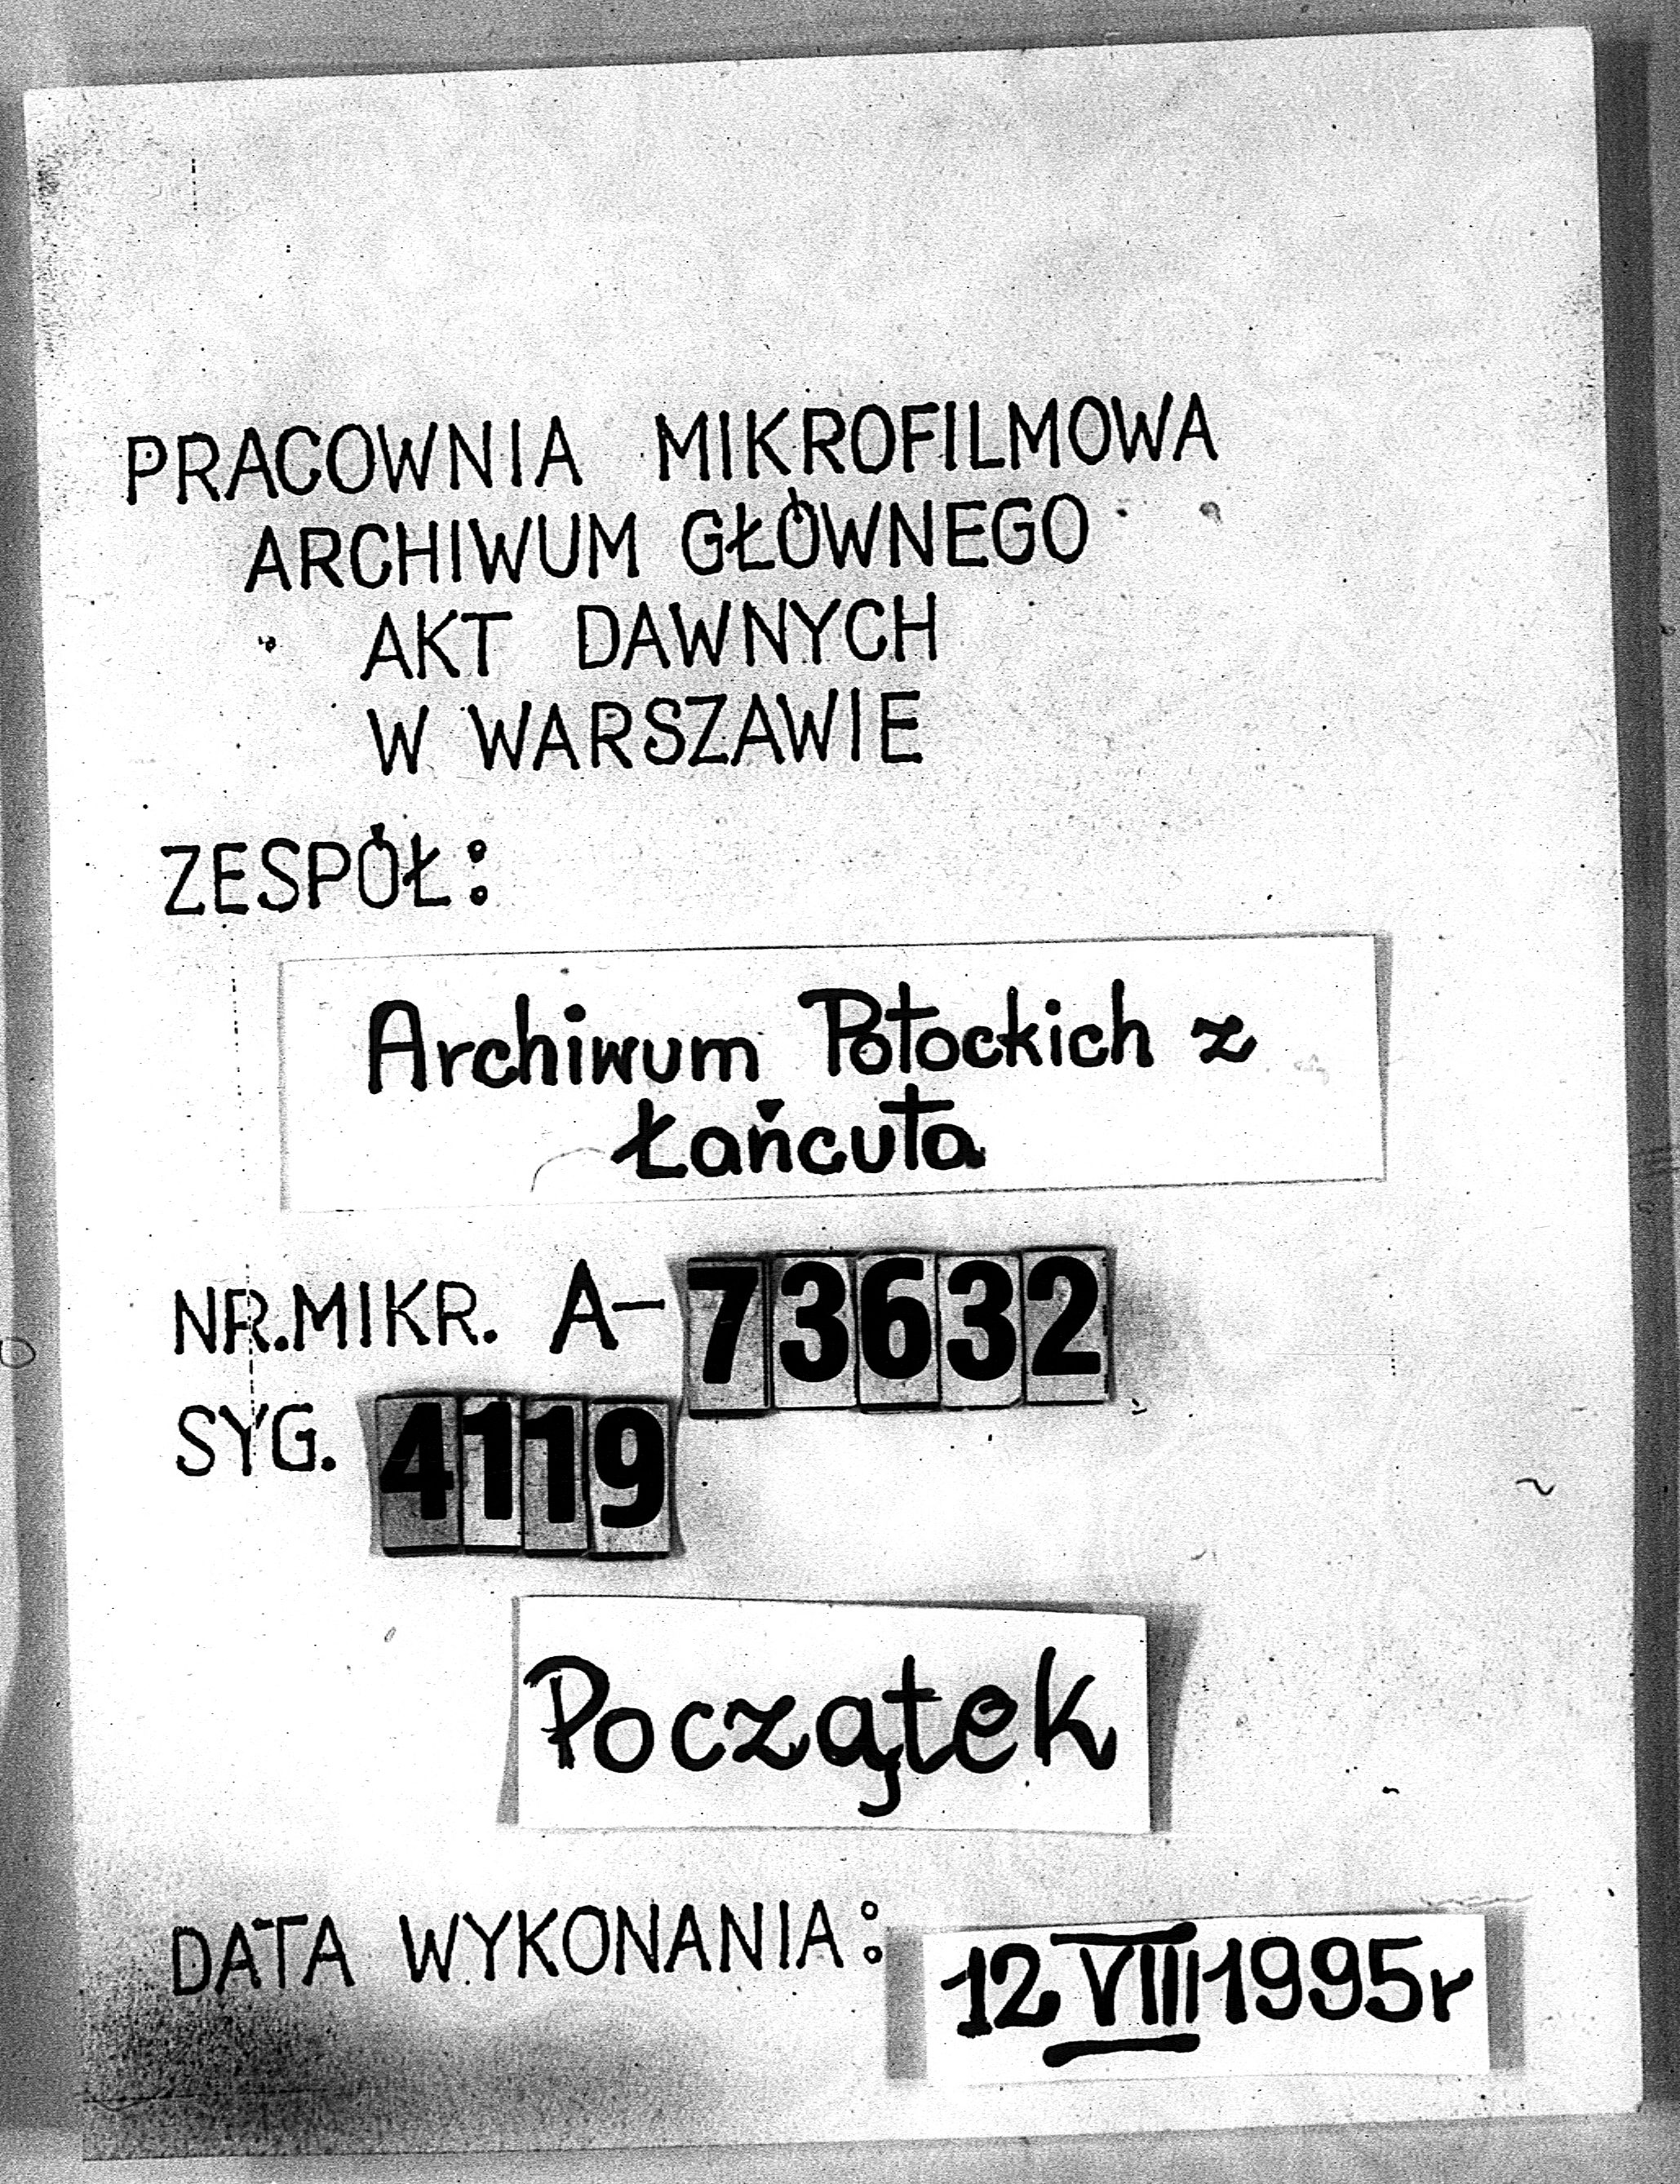 PRACOWNIA MIKROFILMOWA
ARCHIWUM GŁÓWNEGO
AKT DAWNYCH
W WARSZAWIE
ZESPÓŁ:
Archiwum Potockich z
Łańcuta
NR.MIKR. A-73632
SYG. 4119
Początek
DATA WYKONANIA: 12 VIII 1995r